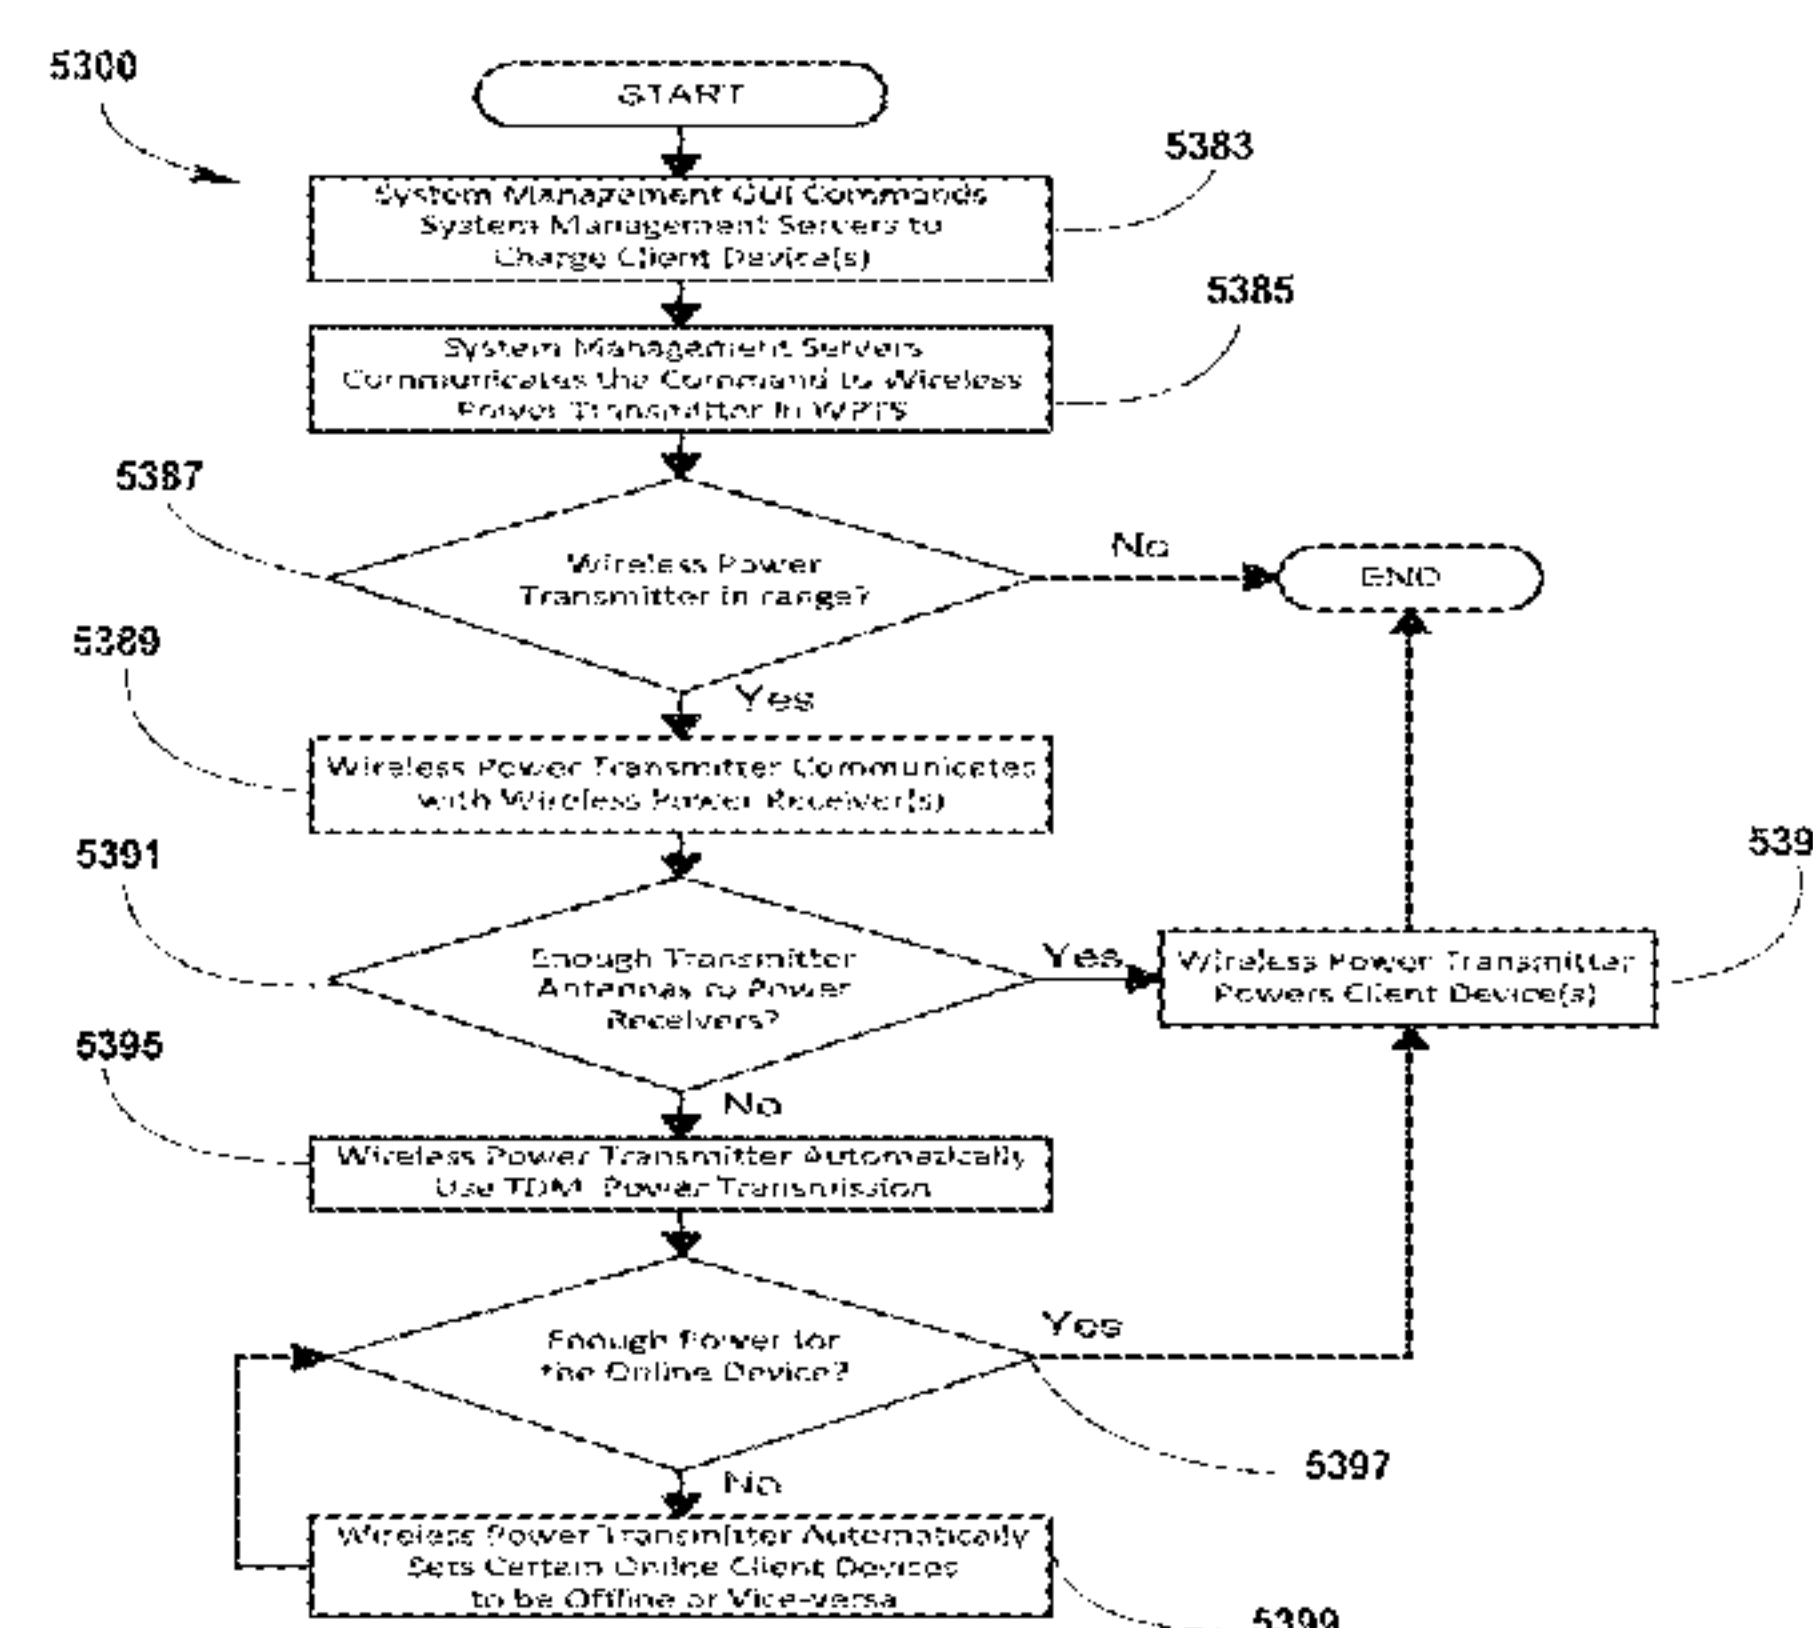 5300
START
5383
System Management GUI Commands
System Management Servers to
Charge Client Device(s)
5385
System Management Servers
Communicates the Command to Wireless
Power Transmitter in WPTS
5387
Wireless Power
Transmitter in range?
No
END
5389
Yes
Wireless Power Transmitter Communicates
with Wireless Power Receiver(s)
5391
539
Enough Transmitter
Antennas to Power
Receivers?
Yes
Wireless Power Transmitter
Powers Client Device(s)
5395
No
Wireless Power Transmitter Automatically
Use TDM Power Transmission
Enough Power for
the Online Device?
Yes
5397
No
Wireless Power Transmitter Automatically
Sets Certain Online Client Devices
to be Offline or Vice-versa
5399